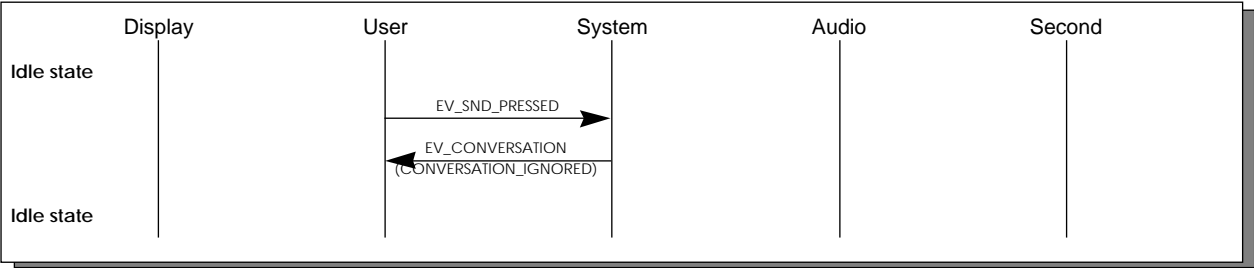 Display User System Audio Second
Idle state
EV_SND_PRESSED
EV_CONVERSATION
(CONVERSATION_IGNORED)
Idle state